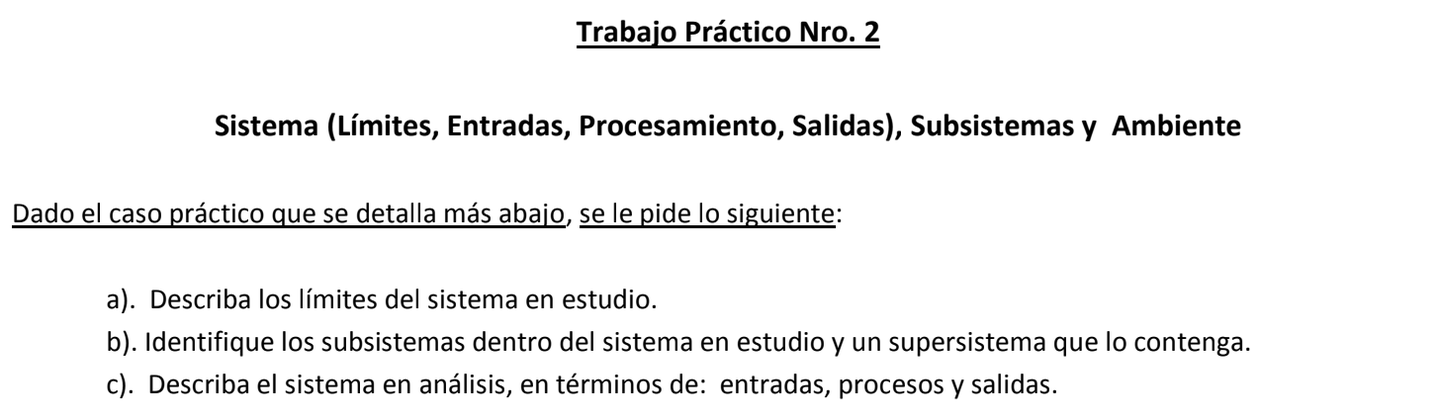 Trabajo Práctico Nro. 2
Sistema (Límites, Entradas, Procesamiento, Salidas), Subsistemas y  Ambiente
Dado el caso práctico que se detalla más abajo, se le pide lo siguiente:
a).  Describa los límites del sistema en estudio.
b). Identifique los subsistemas dentro del sistema en estudio y un supersistema que lo contenga.
c).  Describa el sistema en análisis, en términos de:  entradas, procesos y salidas.